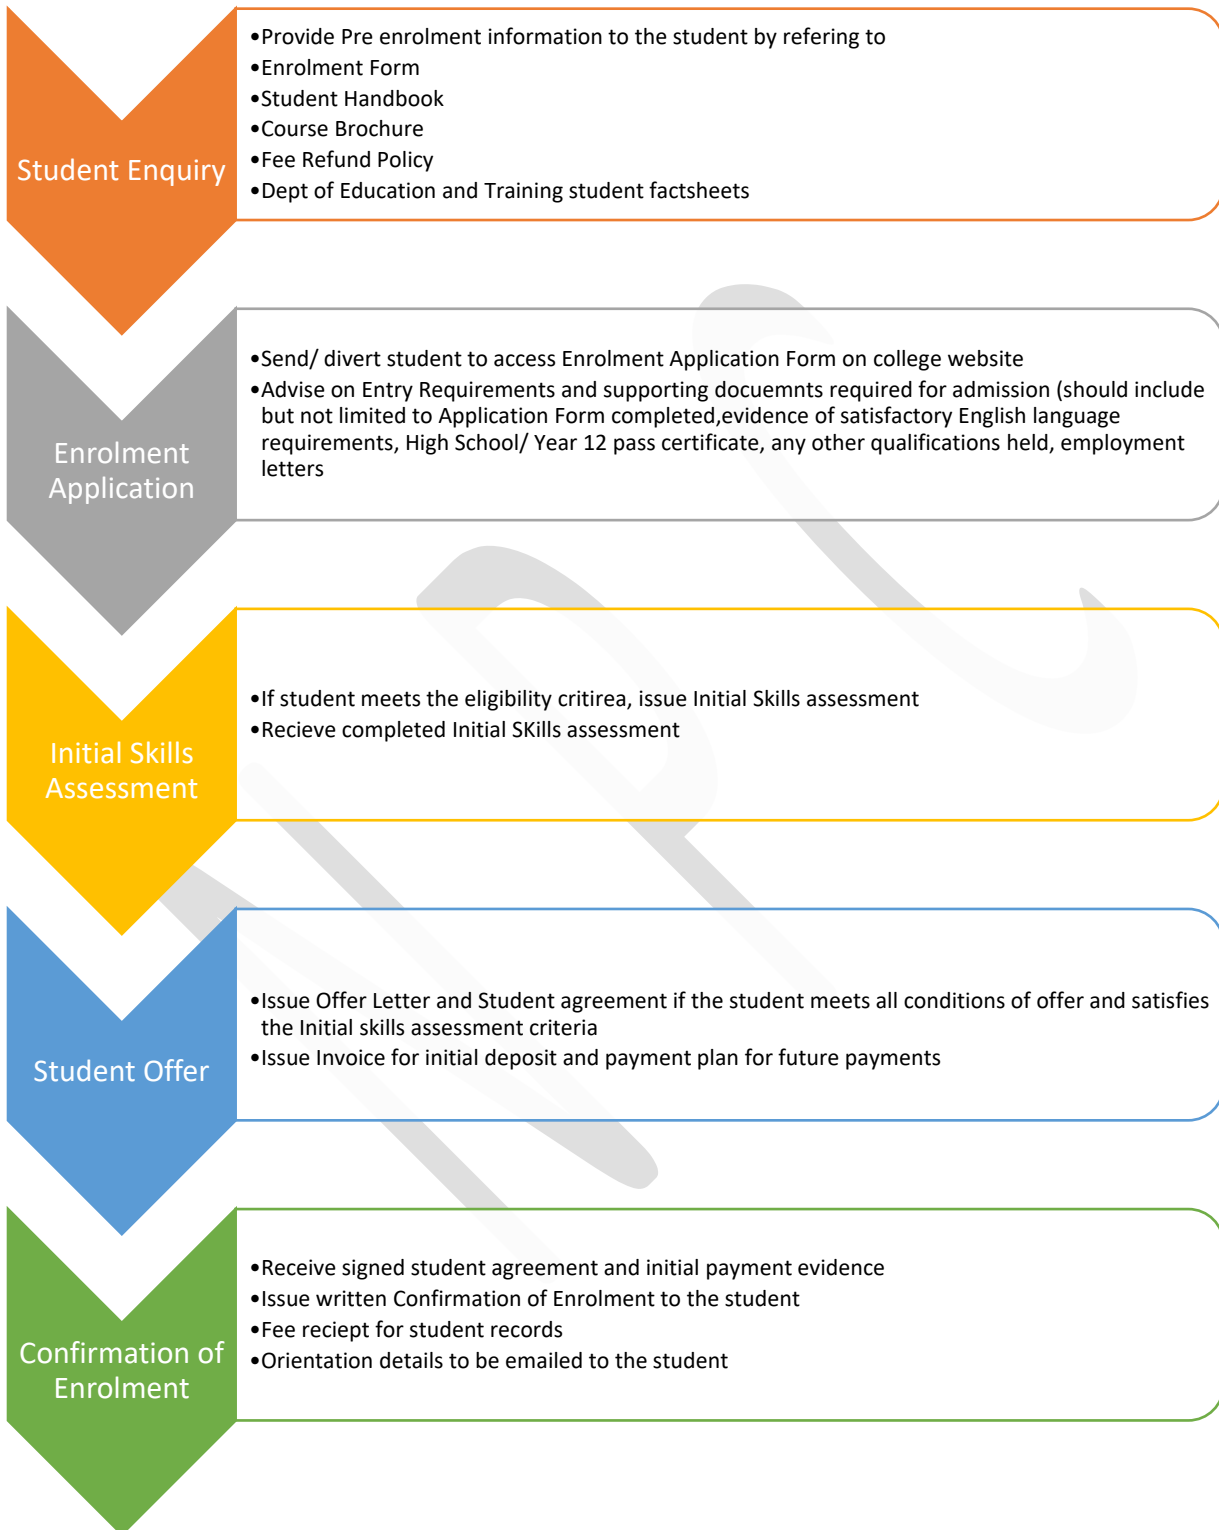 Student Enquiry
•Provide Pre enrolment information to the student by refering to
•Enrolment Form
•Student Handbook
•Course Brochure
•Fee Refund Policy
•Dept of Education and Training student factsheets
Enrolment
Application
•Send/ divert student to access Enrolment Application Form on college website
•Advise on Entry Requirements and supporting docuemnts required for admission (should include
but not limited to Application Form completed,evidence of satisfactory English language
requirements, High School/ Year 12 pass certificate, any other qualifications held, employment
letters
Initial Skills
Assessment
•If student meets the eligibility critirea, issue Initial Skills assessment
•Recieve completed Initial SKills assessment
Student Offer
•Issue Offer Letter and Student agreement if the student meets all conditions of offer and satisfies
the Initial skills assessment criteria
•Issue Invoice for initial deposit and payment plan for future payments
Confirmation of
Enrolment
•Receive signed student agreement and initial payment evidence
•Issue written Confirmation of Enrolment to the student
•Fee reciept for student records
•Orientation details to be emailed to the student
NPC